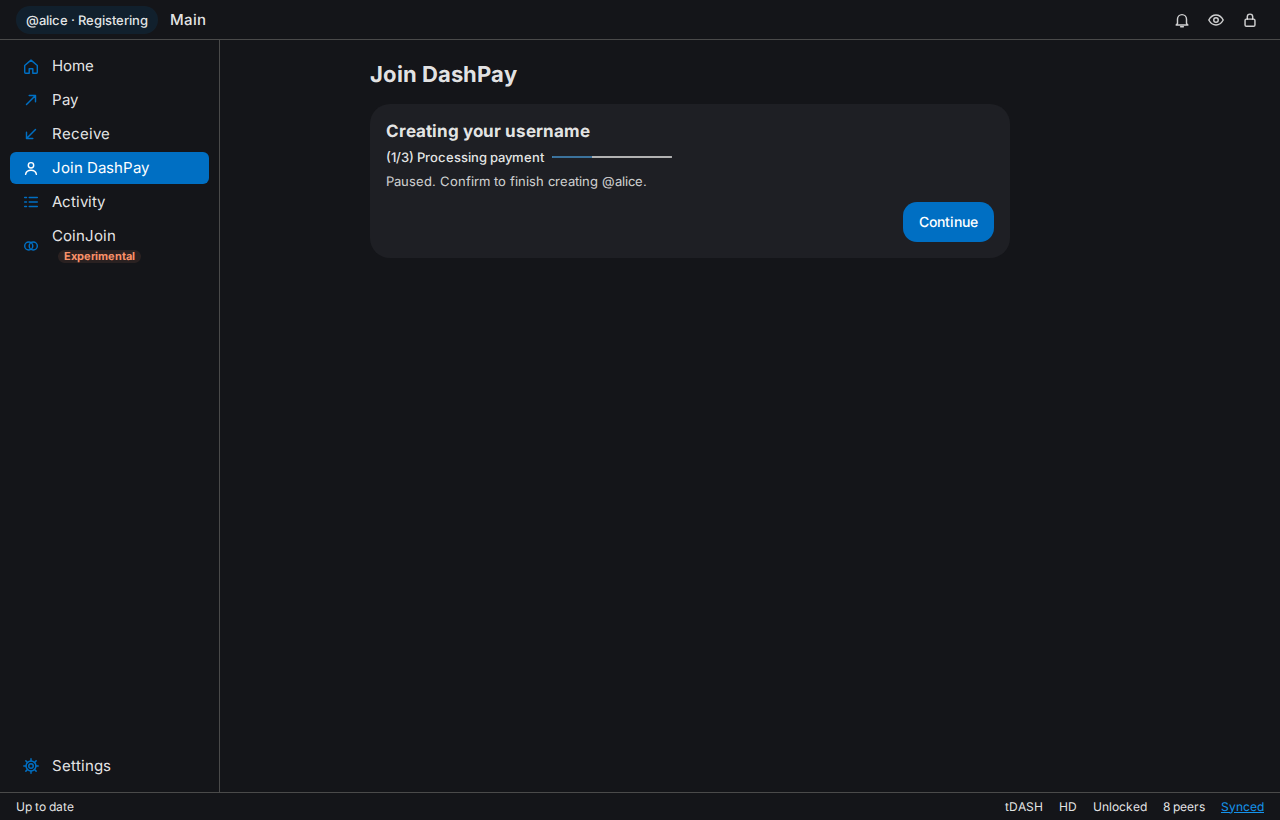 @alice · Registering
Main
Home
Pay
Receive
Join DashPay
Activity
CoinJoin
Experimental
Settings
Join DashPay
Creating your username
(1/3) Processing payment
Paused. Confirm to finish creating @alice.
Continue
Up to date
tDASH HD Unlocked 8 peers Synced